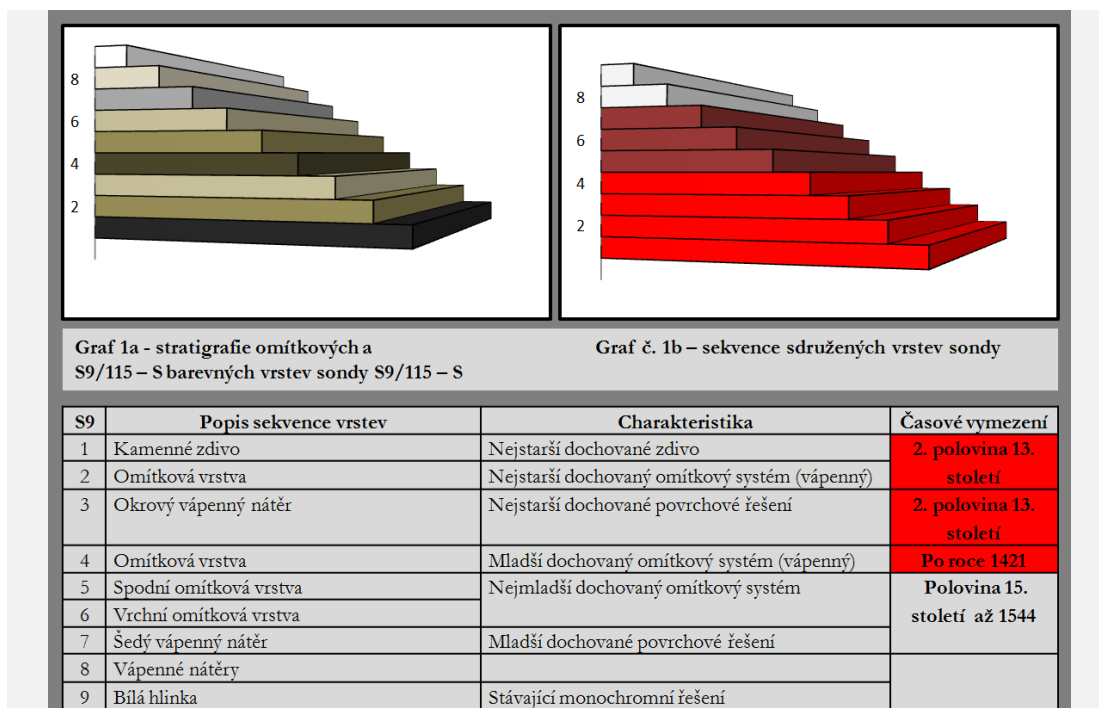 8
6
4
2
8
6
4
2
Graf 1a - stratigrafie omítkových a
S9/115 – S barevných vrstev sondy S9/115 – S
Graf č. 1b – sekvence sdružených vrstev sondy
S9 Popis sekvence vrstev Charakteristika Časové vymezení
1 Kamenné zdivo Nejstarší dochované zdivo 2. polovina 13.
2 Omítková vrstva Nejstarší dochovaný omítkový systém (vápenný) století
3 Okrový vápenný nátěr Nejstarší dochované povrchové řešení 2. polovina 13.
století
4 Omítková vrstva Mladší dochovaný omítkový systém (vápenný) Po roce 1421
5 Spodní omítková vrstva Nejmladší dochovaný omítkový systém Polovina 15.
6 Vrchní omítková vrstva století až 1544
7 Šedý vápenný nátěr Mladší dochované povrchové řešení
8 Vápenné nátěry
9 Bílá hlinka Stávající monochromní řešení